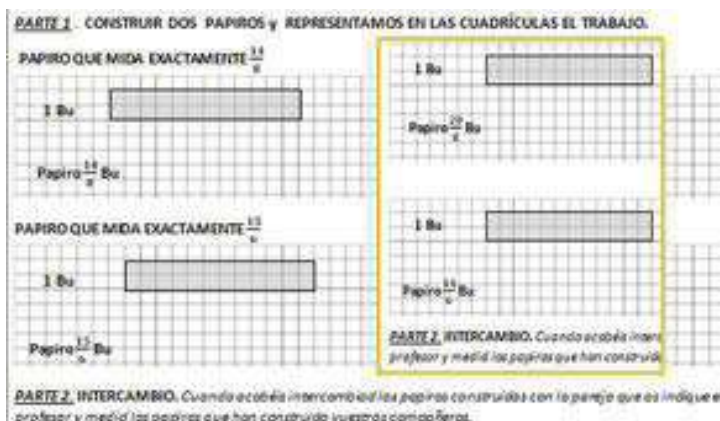 PARTE 1. CONSTRUIR DOS PAPIROS y REPRESENTAMOS EN LAS CUADRÍCULAS EL TRABAJO.
PAPIRO QUE MIDA EXACTAMENTE
1 Bu
Papiro Bu
PAPIRO QUE MIDA EXACTAMENTE
1 Bu
Papiro Bu
1 Bu
Papiro Bu
1 Bu
Papiro Bu
PARTE 2. INTERCAMBIO. Cuando acabéis
profesor y medid los papiros que han
PARTE 2. INTERCAMBIO. Cuando acabéis intercambiad los papiros construidos con la pareja que os indique
profesor y medid los papiros que han construido vuestros compañeros.